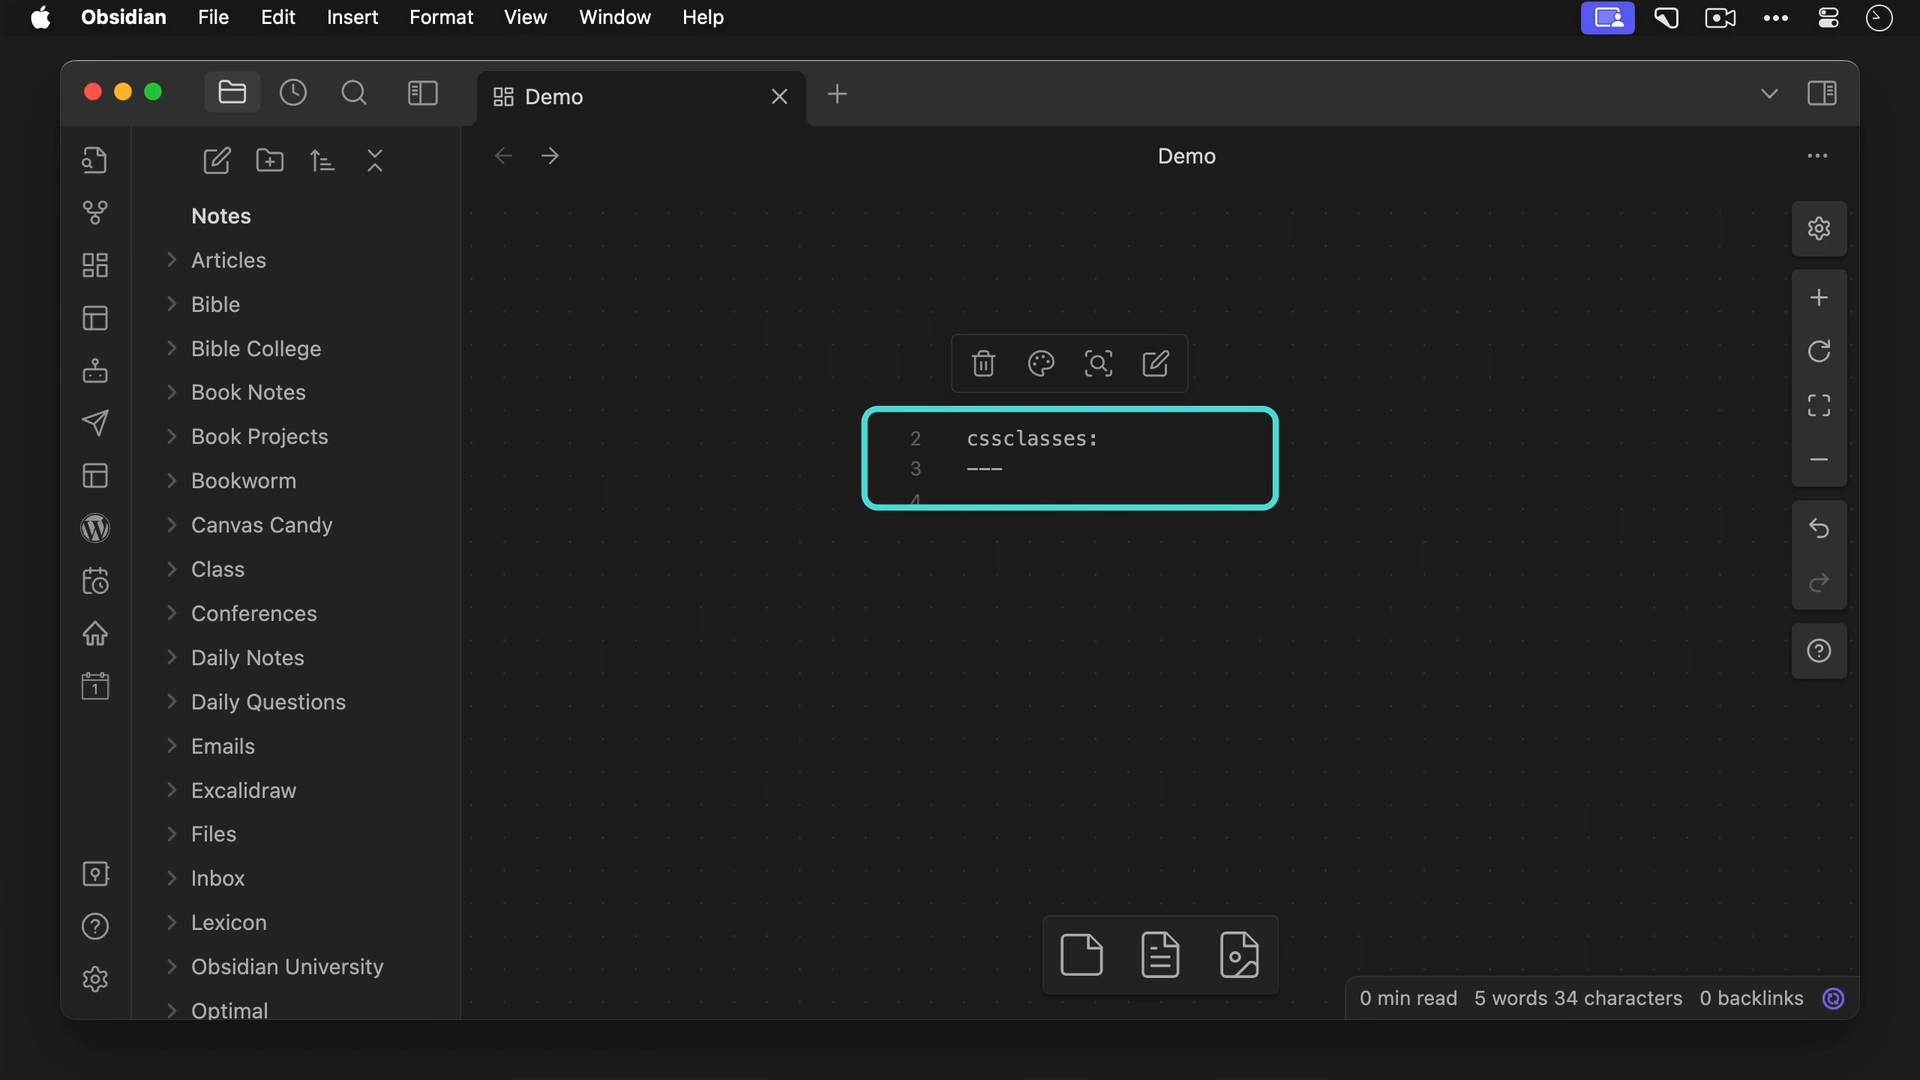 Obsidian File Edit Insert Format View Window Help
Demo
Demo
Notes
Articles
Bible
Bible College
Book Notes
Book Projects
Bookworm
Canvas Candy
Class
Conferences
Daily Notes
Daily Questions
Emails
Excalidraw
Files
Inbox
Lexicon
Obsidian University
Optimal
1
2 cssclasses:
3 ---
4
0 min read 5 words 34 characters 0 backlinks